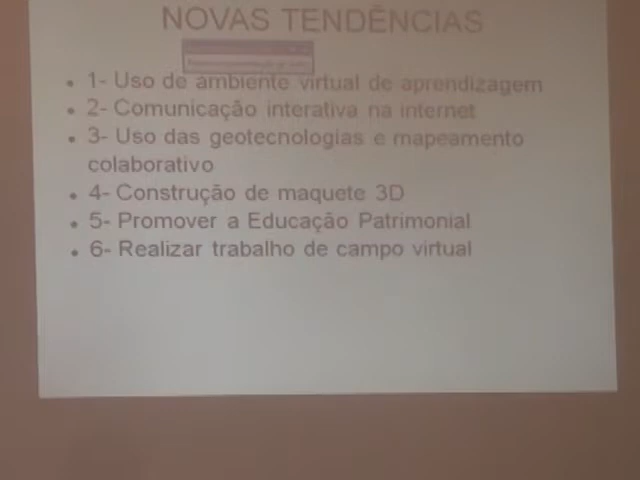 NOVAS TENDÊNCIAS
• 1- Uso de ambiente virtual de aprendizagem
• 2- Comunicação interativa na internet
• 3- Uso das geotecnologias e mapeamento
colaborativo
• 4- Construção de maquete 3D
• 5- Promover a Educação Patrimonial
• 6- Realizar trabalho de campo virtual